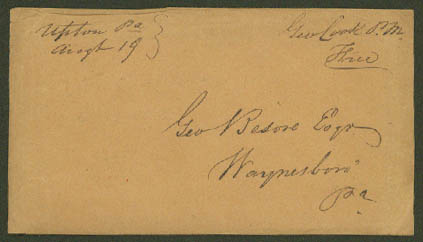 Upton Pa
Augt 19
Geo Cook P.M.
Free
Geo Besore Esqr
Waynesboro
Pa